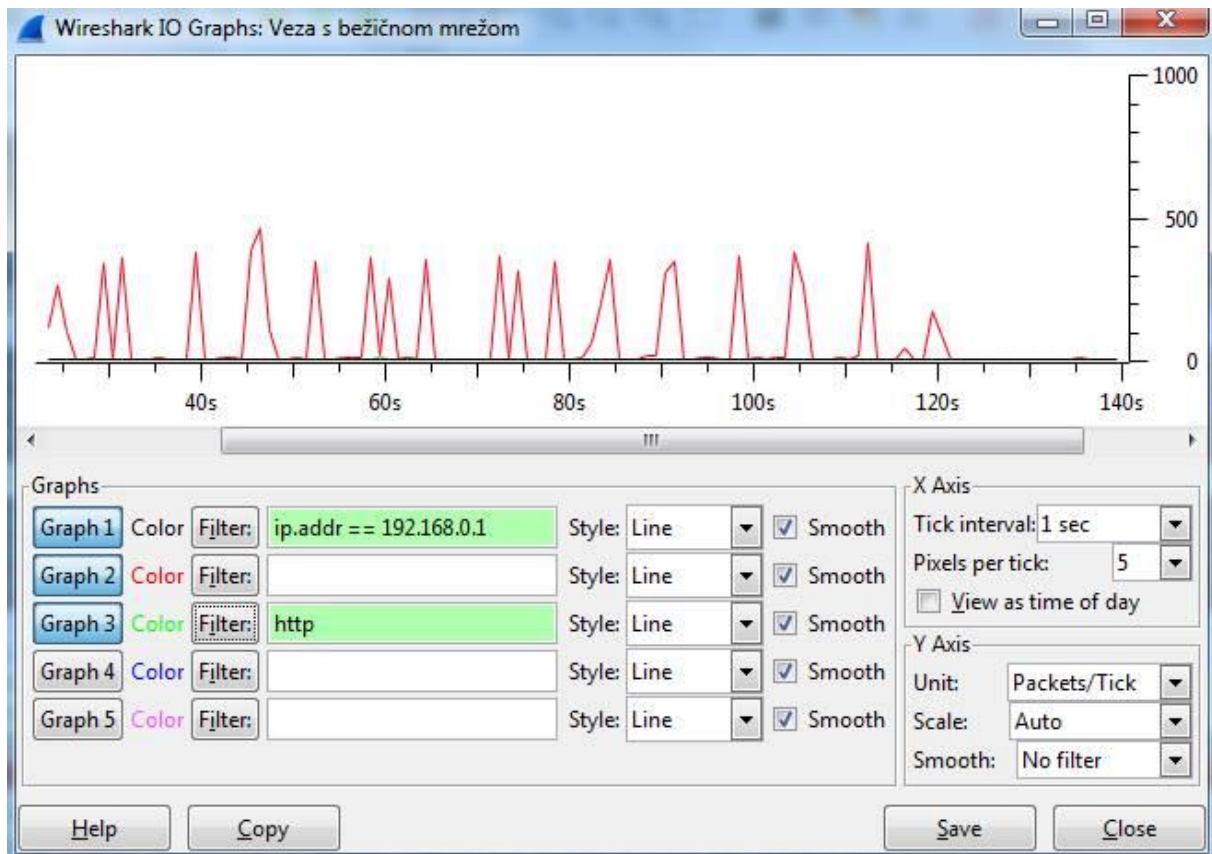 Wireshark IO Graphs: Veza s bežičnom mrežom
1000
500
0
40s 60s 80s 100s 120s 140s
Graphs
Graph 1 Color Filter: ip.addr == 192.168.0.1 Style: Line Smooth
Graph 2 Color Filter: Style: Line Smooth
Graph 3 Color Filter: http Style: Line Smooth
Graph 4 Color Filter: Style: Line Smooth
Graph 5 Color Filter: Style: Line Smooth
X Axis
Tick interval: 1 sec
Pixels per tick: 5
View as time of day
Y Axis
Unit: Packets/Tick
Scale: Auto
Smooth: No filter
Help Copy Save Close